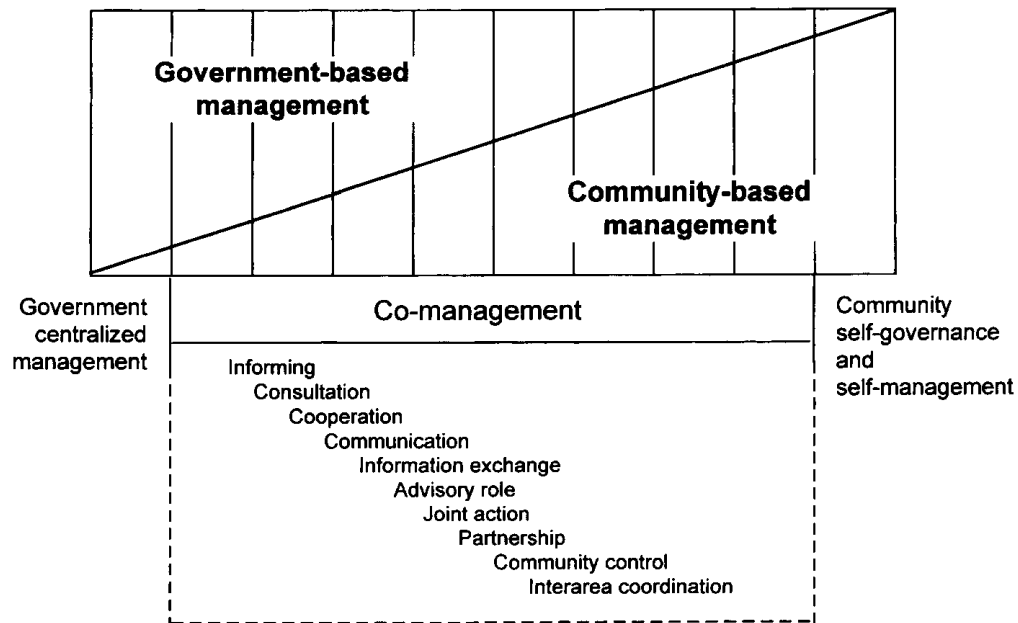 Government-based
management
Community-based
management
Government
centralized
management
Co-management
Community
self-governance
and
self-management
Informing
Consultation
Cooperation
Communication
Information exchange
Advisory role
Joint action
Partnership
Community control
Interarea coordination